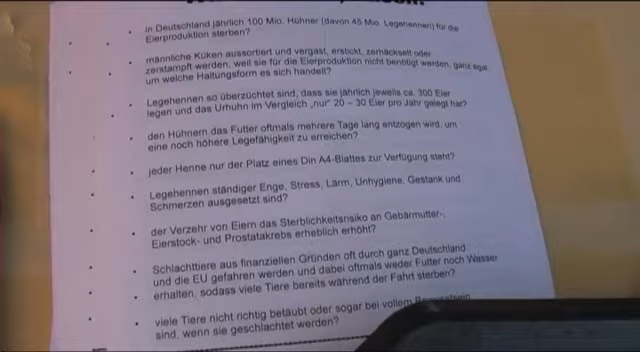 in Deutschland jährlich 100 Mio. Hühner (davon 45 Mio. Legehennen) für die
Eierproduktion sterben?
männliche Küken aussortiert und vergast, erstickt, zerhäckselt oder
zerstampft werden, weil sie für die Eierproduktion nicht benötigt werden, ganz egal,
um welche Haltungsform es sich handelt?
Legehennen so überzüchtet sind, dass sie jährlich jeweils ca. 300 Eier
legen und das Urhuhn im Vergleich „nur" 20 – 30 Eier pro Jahr gelegt hat?
den Hühnern das Futter oftmals mehrere Tage lang entzogen wird, um
eine noch höhere Legefähigkeit zu erreichen?
jeder Henne nur der Platz eines Din A4-Blattes zur Verfügung steht?
Legehennen ständiger Enge, Stress, Lärm, Unhygiene, Gestank und
Schmerzen ausgesetzt sind?
der Verzehr von Eiern das Sterblichkeitsrisiko an Gebärmutter-,
Eierstock- und Prostatakrebs erheblich erhöht?
Schlachttiere aus finanziellen Gründen oft durch ganz Deutschland
und die EU gefahren werden und dabei oftmals weder Futter noch Wasser
erhalten, sodass viele Tiere bereits während der Fahrt sterben?
viele Tiere nicht richtig betäubt oder sogar bei vollem
sind, wenn sie geschlachtet werden?